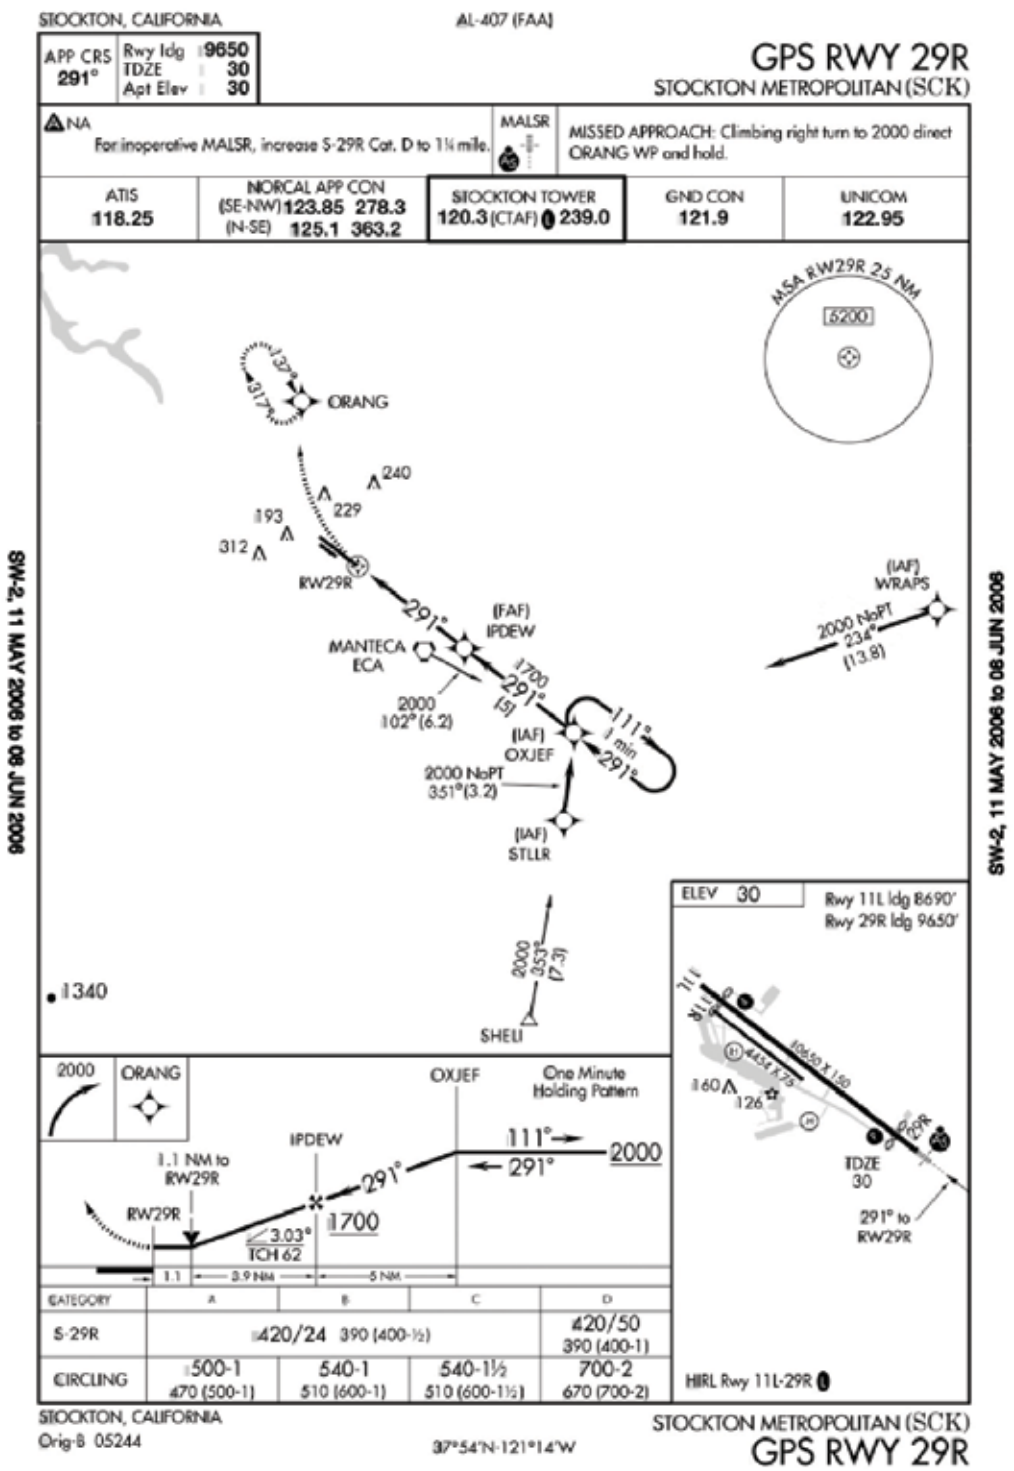 STOCKTON, CALIFORNIA
AL-407 (FAA)
APP CRS
291°
Rwy ldg 9650
TDZE 30
Apt Elev 30
GPS RWY 29R
STOCKTON METROPOLITAN (SCK)
A NA
For inoperative MALSR, increase S-29R Cat. D to 1¼ mile.
MALSR
A5
MISSED APPROACH: Climbing right turn to 2000 direct
ORANG WP and hold.
ATIS
118.25
NORCAL APP CON
(SE-NW) 123.85 278.3
(N-SE) 125.1 363.2
STOCKTON TOWER
120.3 (CTAF) L 239.0
GND CON
121.9
UNICOM
122.95
MSA RW29R 25 NM
5200
137°
317°
ORANG
240
229
193
312
RW29R
291°
(FAF)
IPDEW
MANTECA
ECA
1700
291°
(5)
2000
102° (6.2)
(IAF)
WRAPS
2000 NoPT
234°
(13.8)
(IAF)
OXJEF
111°
1 min
291°
2000 NoPT
351° (3.2)
(IAF)
STLLR
2000
353°
(7.3)
SHELI
1340
SW-2, 11 MAY 2006 to 08 JUN 2006
SW-2, 11 MAY 2006 to 08 JUN 2006
ELEV 30
Rwy 11L ldg 8690'
Rwy 29R ldg 9650'
11L
11R
10650 X 150
4454 X 75
H
160
126
H
29R
A5
TDZE
30
291° to
RW29R
HIRL Rwy 11L-29R L
2000
ORANG
OXJEF
One Minute
Holding Pattern
IPDEW
111°
291°
2000
1.1 NM to
RW29R
291°
RW29R
1700
3.03°
TCH 62
1.1
3.9 NM
5 NM
CATEGORY A B C D
S-29R 420/24 390 (400-½) 420/50
390 (400-1)
CIRCLING 500-1 540-1 540-1½ 700-2
470 (500-1) 510 (600-1) 510 (600-1½) 670 (700-2)
STOCKTON, CALIFORNIA
Orig-B 05244
37°54'N-121°14'W
STOCKTON METROPOLITAN (SCK)
GPS RWY 29R